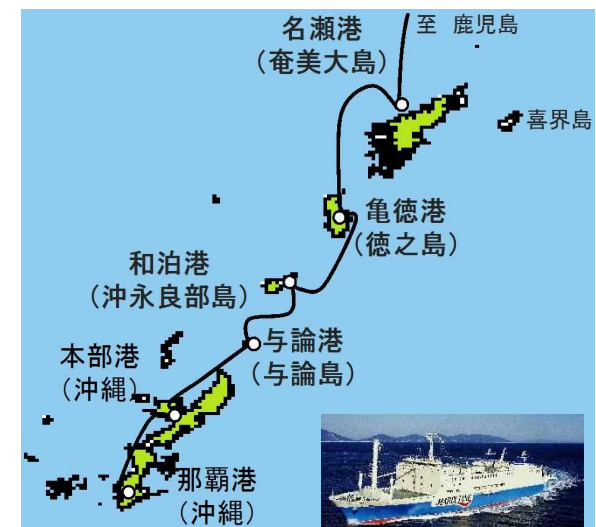 名瀬港
(奄美大島)
至 鹿児島
喜界島
亀徳港
(徳之島)
和泊港
(沖永良部島)
与論港
(与論島)
本部港
(沖縄)
那覇港
(沖縄)